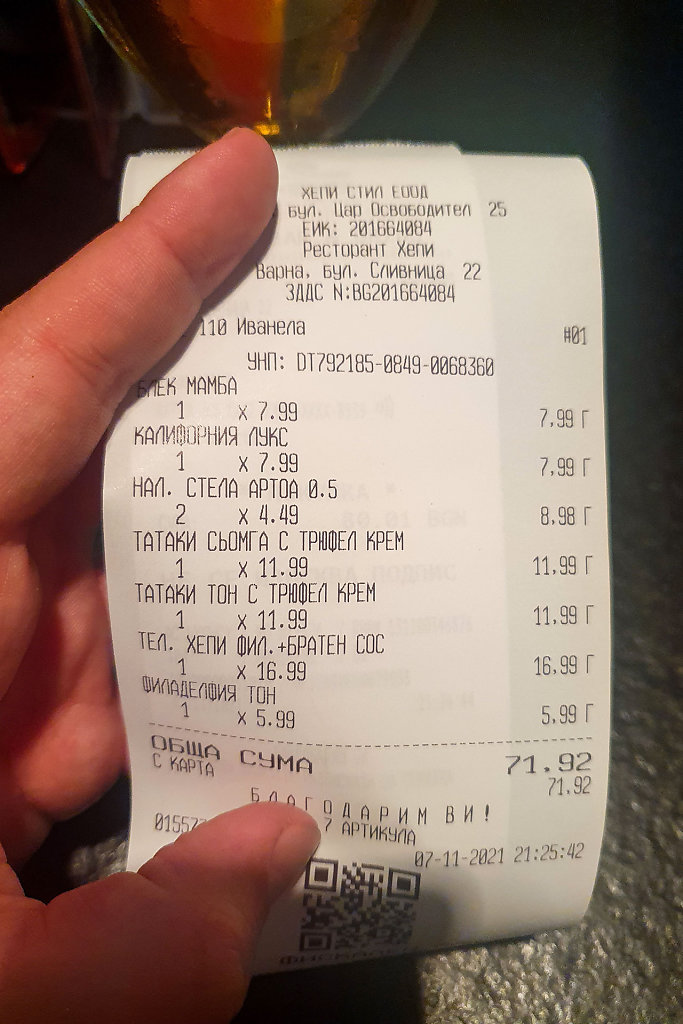 ХЕПИ СТИЛ ЕООД
бул. Цар Освободител 25
ЕИК: 201664084
Ресторант Хепи
Варна, бул. Сливница 22
ЗДДС N:BG201664084
110 Иванела #01
УНП: DT792185-0849-0068360
БЛЕК МАМБА
1 x 7.99 7,99 Г
КАЛИФОРНИЯ ЛУКС
1 x 7.99 7,99 Г
НАЛ. СТЕЛА АРТОА 0.5
2 x 4.49 8,98 Г
ТАТАКИ СЬОМГА С ТРЮФЕЛ КРЕМ
1 x 11.99 11,99 Г
ТАТАКИ ТОН С ТРЮФЕЛ КРЕМ
1 x 11.99 11,99 Г
ТЕЛ. ХЕПИ ФИЛ.+БРАТЕН СОС
1 x 16.99 16,99 Г
ФИЛАДЕЛФИЯ ТОН
1 x 5.99 5,99 Г
ОБЩА СУМА 71.92
С КАРТА 71.92
БЛАГОДАРИМ ВИ!
7 АРТИКУЛА
07-11-2021 21:25:42